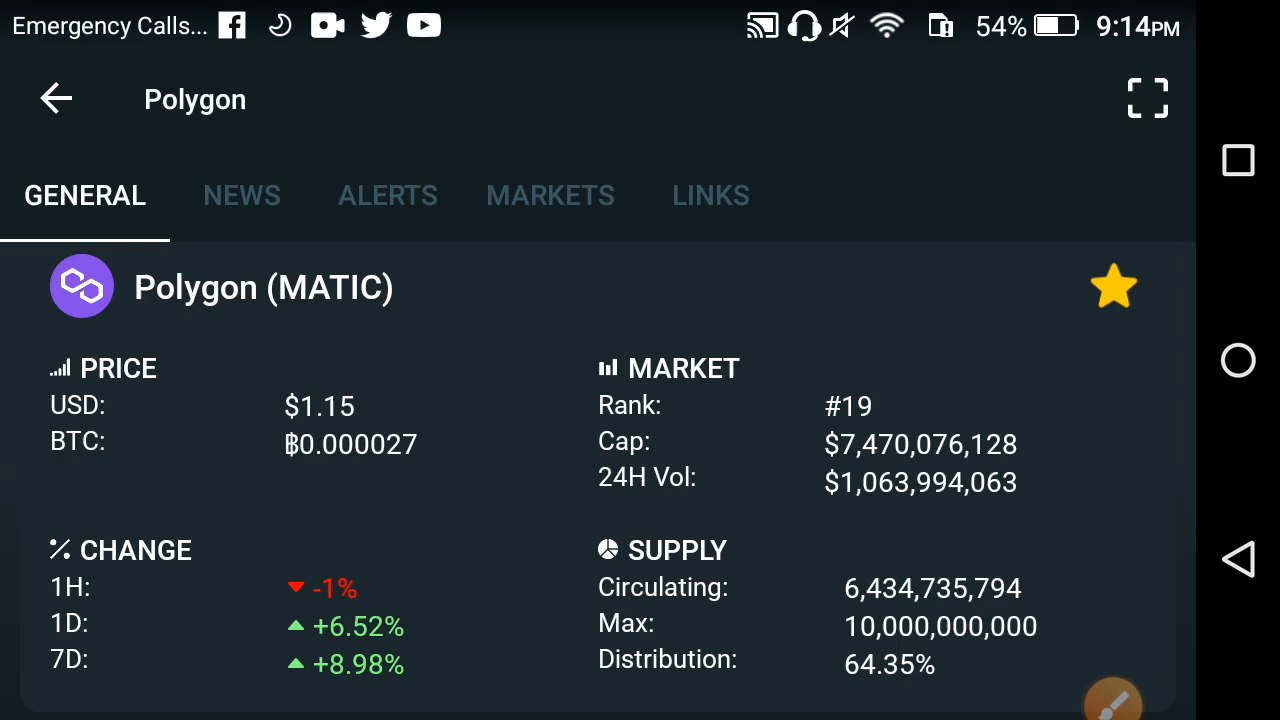 Emergency Calls... 54% 9:14PM
Polygon
GENERAL NEWS ALERTS MARKETS LINKS
Polygon (MATIC)
PRICE
USD: $1.15
BTC: ฿0.000027
MARKET
Rank: #19
Cap: $7,470,076,128
24H Vol: $1,063,994,063
CHANGE
1H: -1%
1D: +6.52%
7D: +8.98%
SUPPLY
Circulating: 6,434,735,794
Max: 10,000,000,000
Distribution: 64.35%